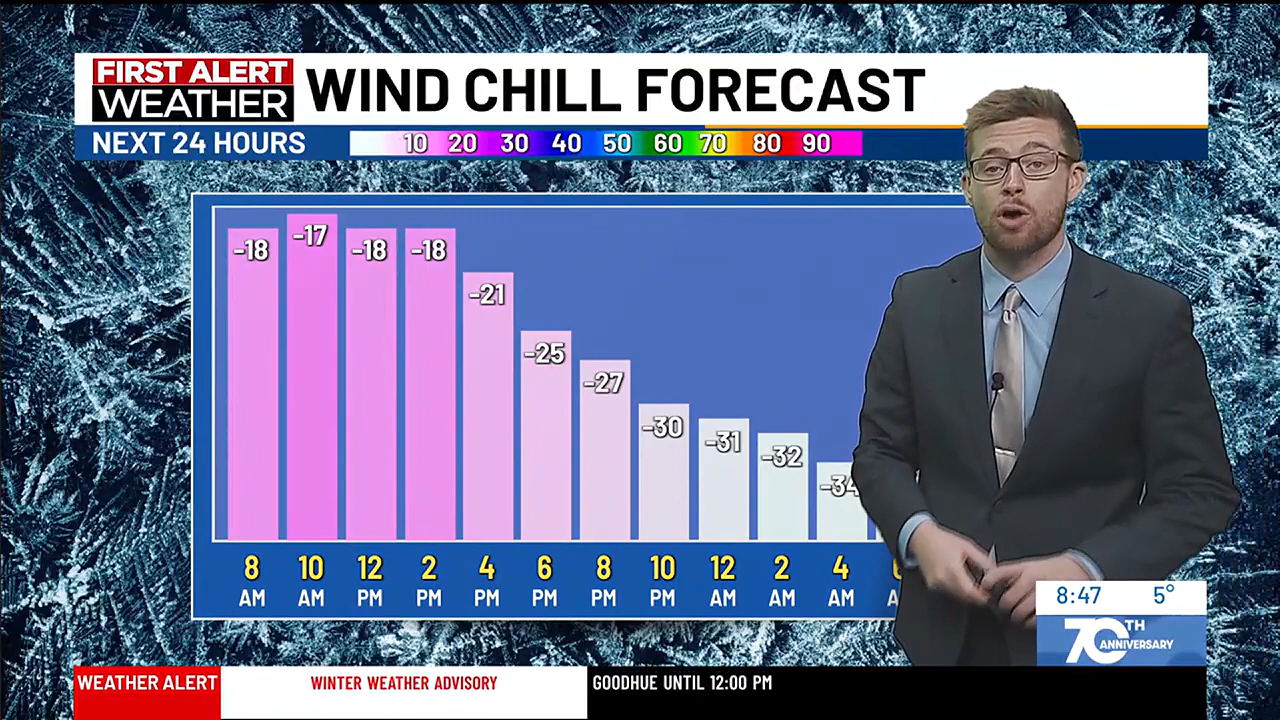 FIRST ALERT
WEATHER
WIND CHILL FORECAST
NEXT 24 HOURS
10 20 30 40 50 60 70 80 90
-18 -17 -18 -18 -21 -25 -27 -30 -31 -32 -34
8 10 12 2 4 6 8 10 12 2 4
AM AM PM PM PM PM PM PM AM AM AM
8:47 5°
70TH
ANNIVERSARY
WEATHER ALERT
WINTER WEATHER ADVISORY
GOODHUE UNTIL 12:00 PM